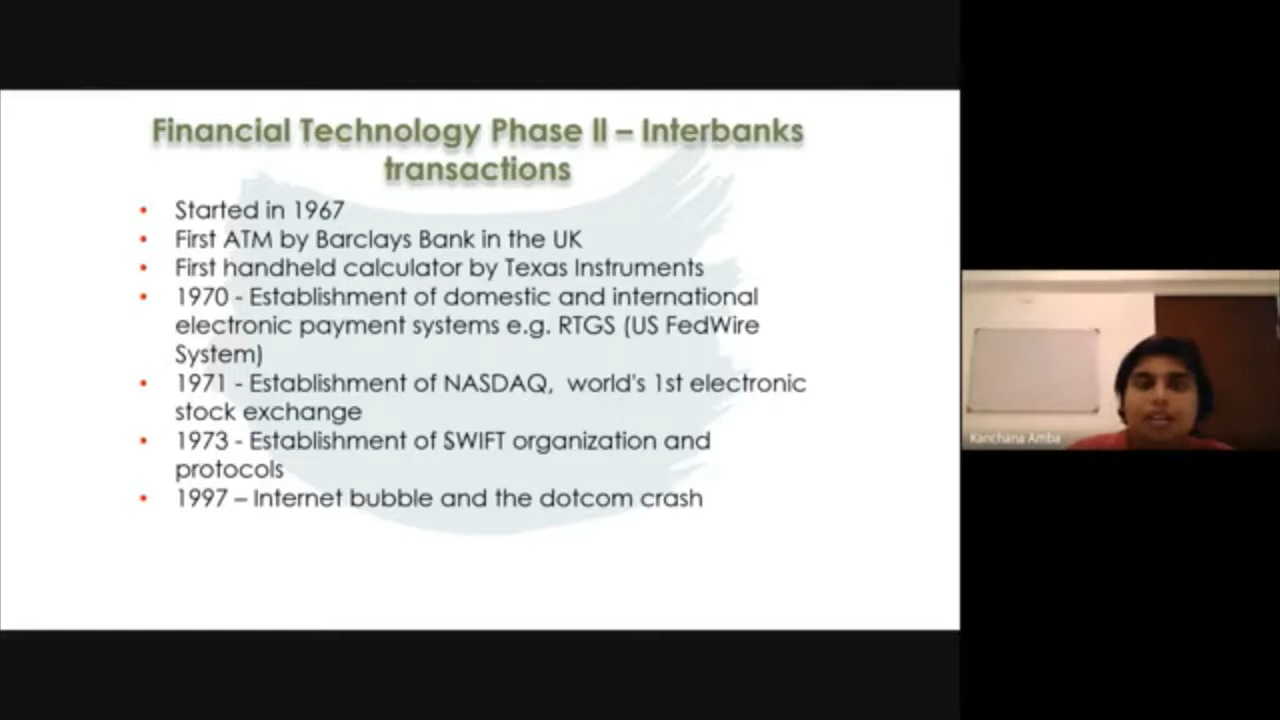 Financial Technology Phase II – Interbanks
transactions
• Started in 1967
• First ATM by Barclays Bank in the UK
• First handheld calculator by Texas Instruments
• 1970 - Establishment of domestic and international
electronic payment systems e.g. RTGS (US FedWire
System)
• 1971 - Establishment of NASDAQ, world's 1st electronic
stock exchange
• 1973 - Establishment of SWIFT organization and
protocols
• 1997 – Internet bubble and the dotcom crash
Kanchana Amba